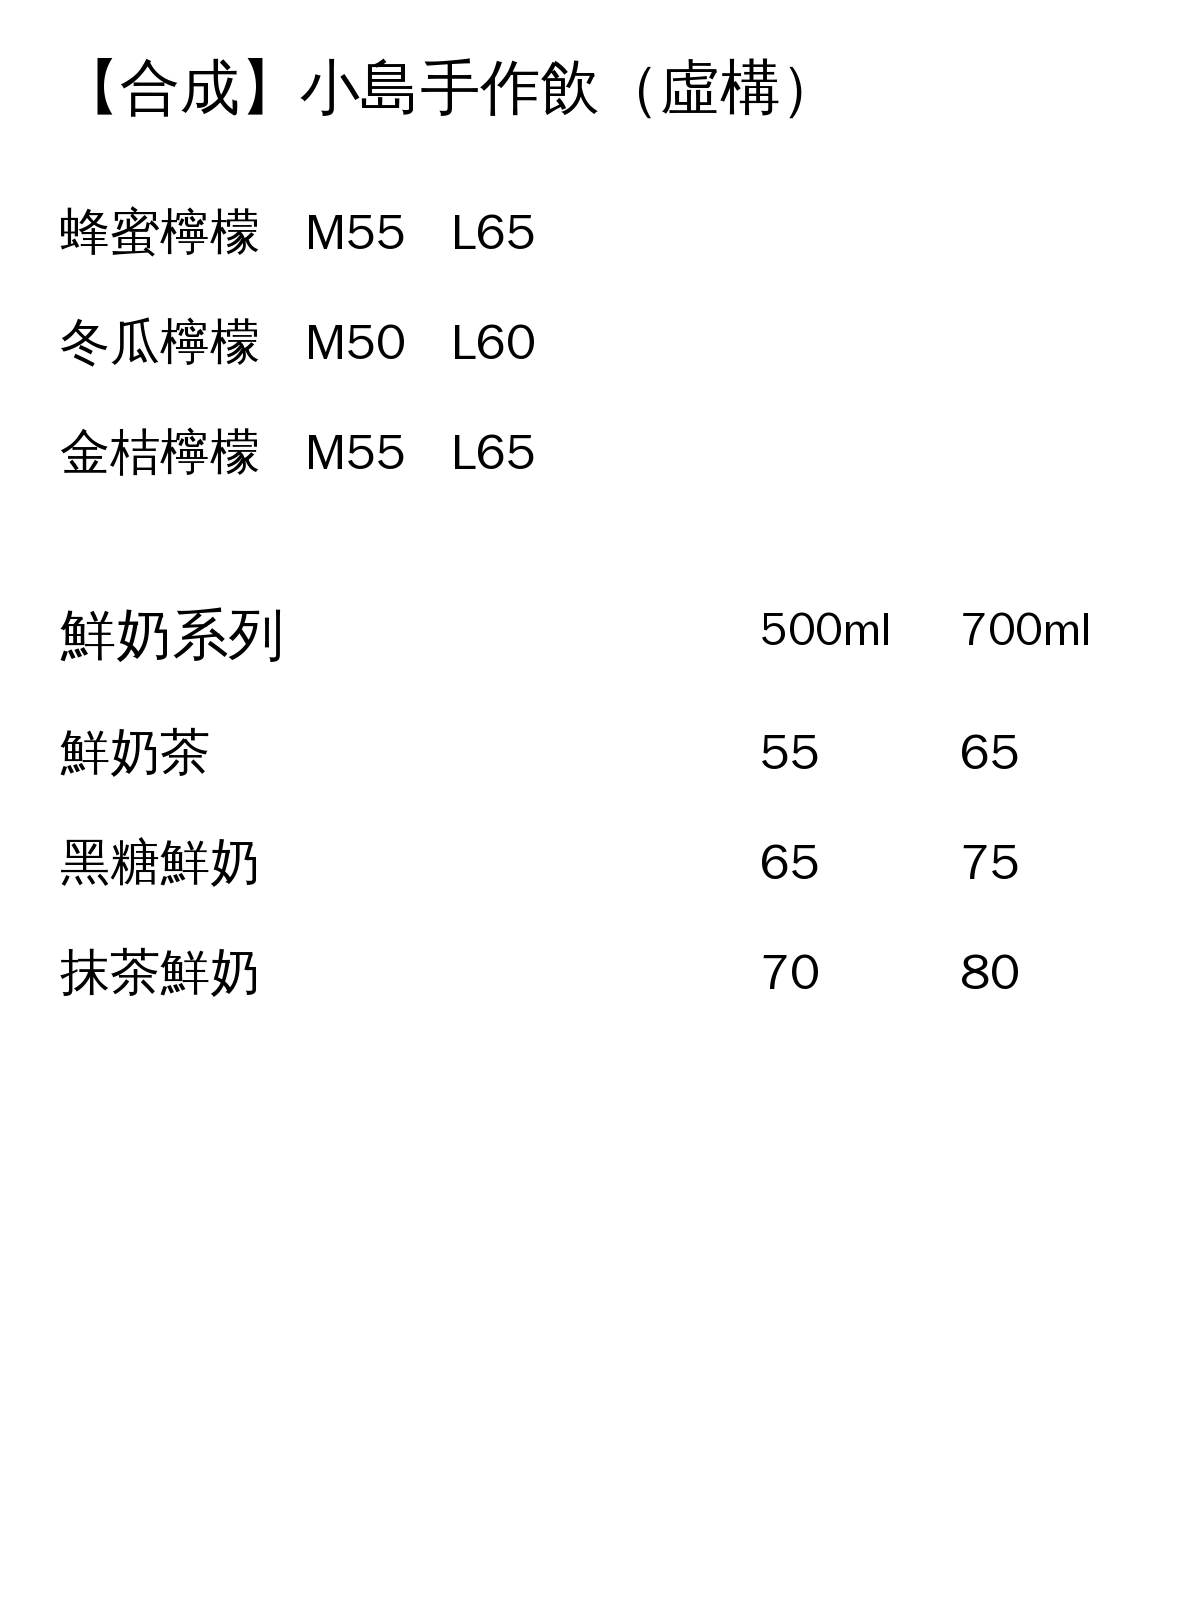 【合成】小島手作飲（虛構）
蜂蜜檸檬 M55 L65
冬瓜檸檬 M50 L60
金桔檸檬 M55 L65
鮮奶系列 500ml 700ml
鮮奶茶 55 65
黑糖鮮奶 65 75
抹茶鮮奶 70 80